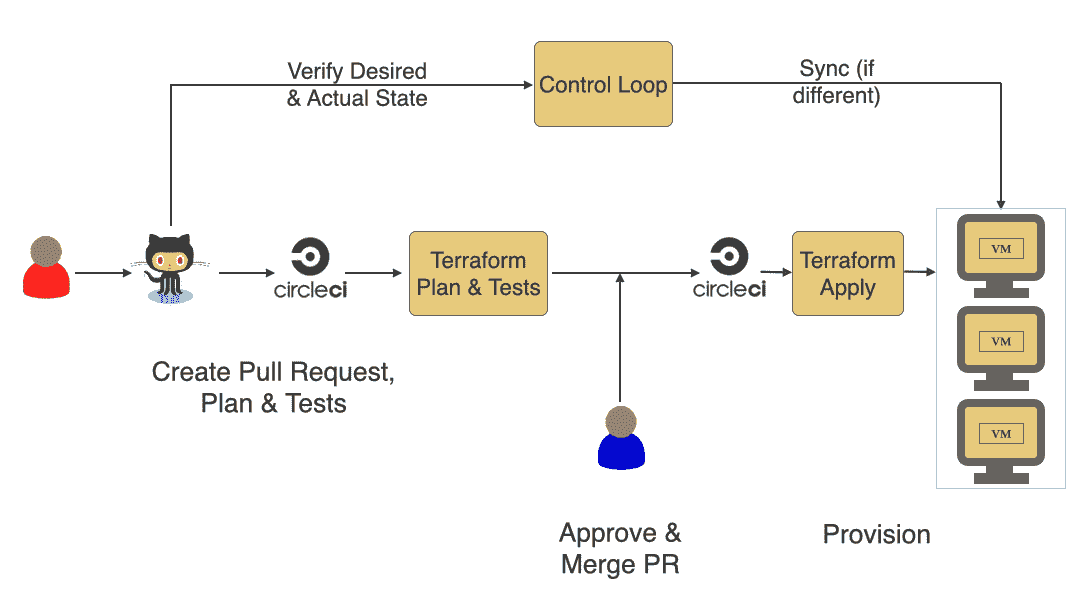 Verify Desired
& Actual State
Control Loop
Sync (if
different)
circleci
Terraform
Plan & Tests
circleci
Terraform
Apply
VM
VM
VM
Create Pull Request,
Plan & Tests
Approve &
Merge PR
Provision